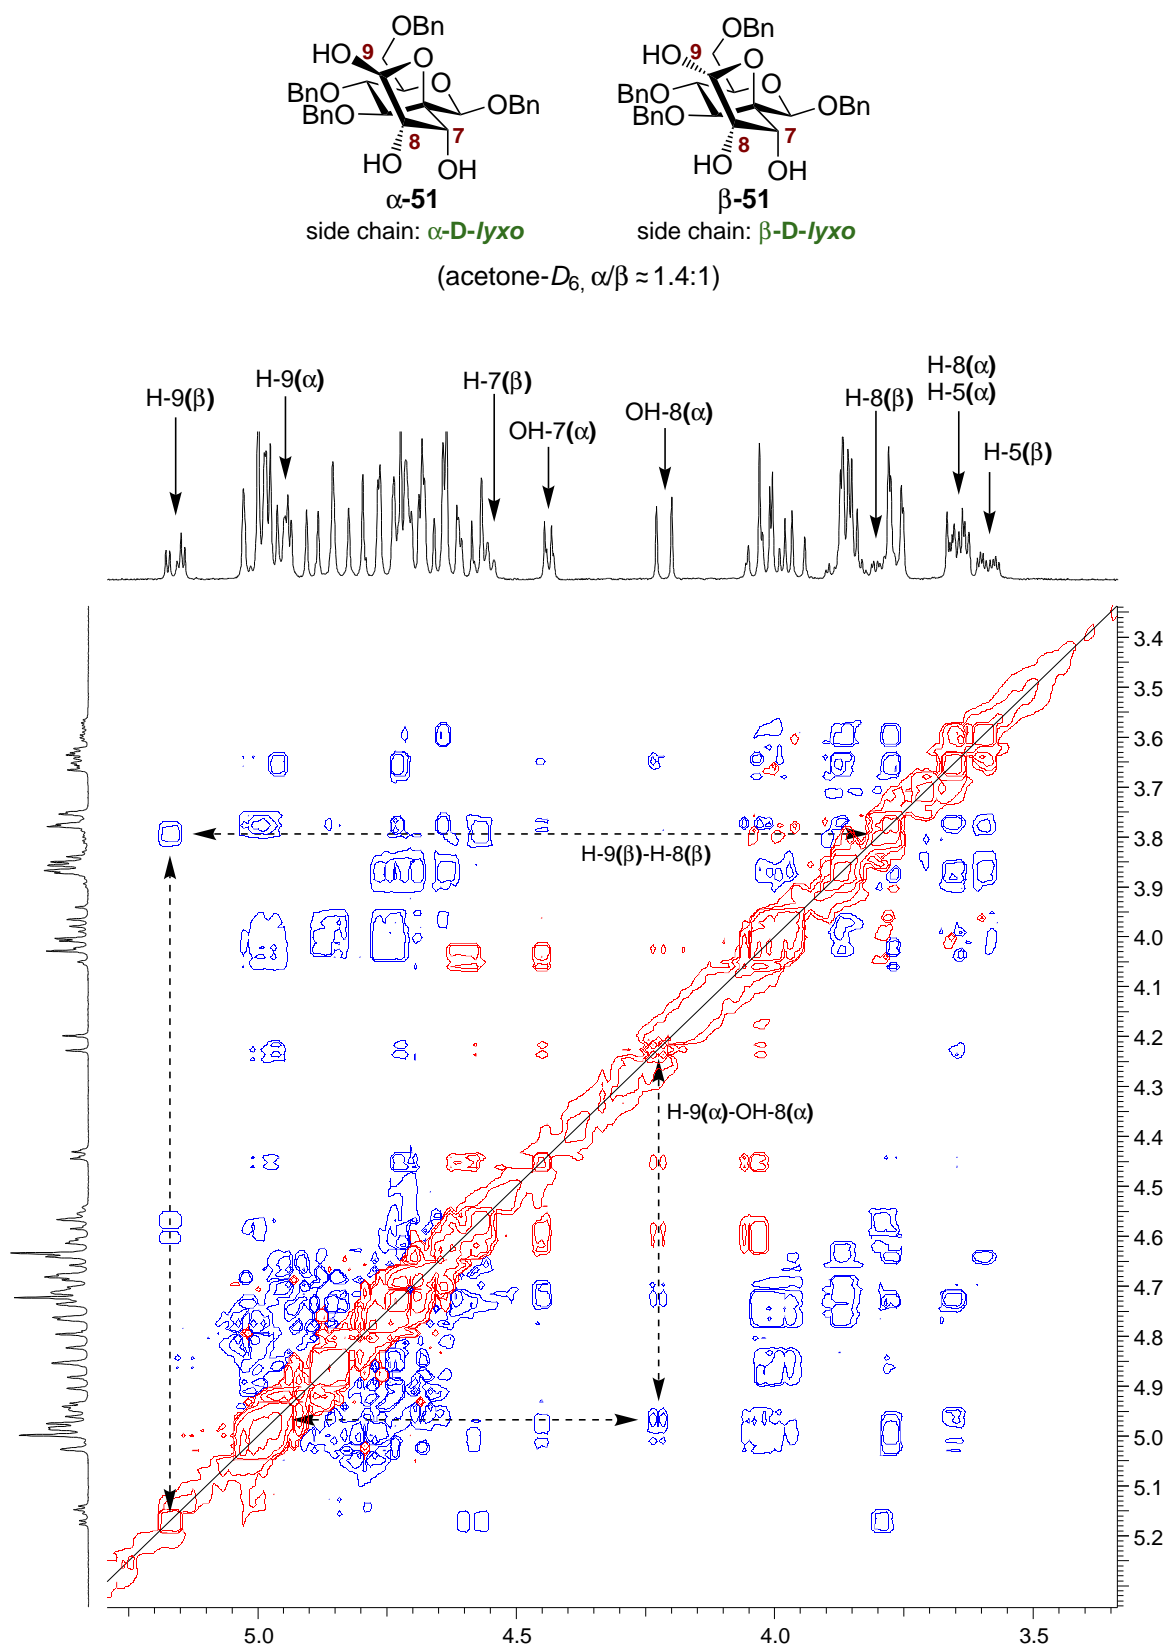 OBn OBn
HO 9 O HO 9 O
BnO O OBn BnO O OBn
BnO BnO
8 7 8 7
HO OH HO OH
α-51 β-51
side chain: α-D-lyxo side chain: β-D-lyxo
(acetone-D6, α/β ≈ 1.4:1)
H-9(β) H-9(α) H-7(β) OH-7(α) OH-8(α) H-8(β) H-8(α)
H-5(α)
H-5(β)
3.4
3.5
3.6
3.7
3.8
H-9(β)-H-8(β)
3.9
4.0
4.1
4.2
4.3
H-9(α)-OH-8(α)
4.4
4.5
4.6
4.7
4.8
4.9
5.0
5.1
5.2
5.0 4.5 4.0 3.5